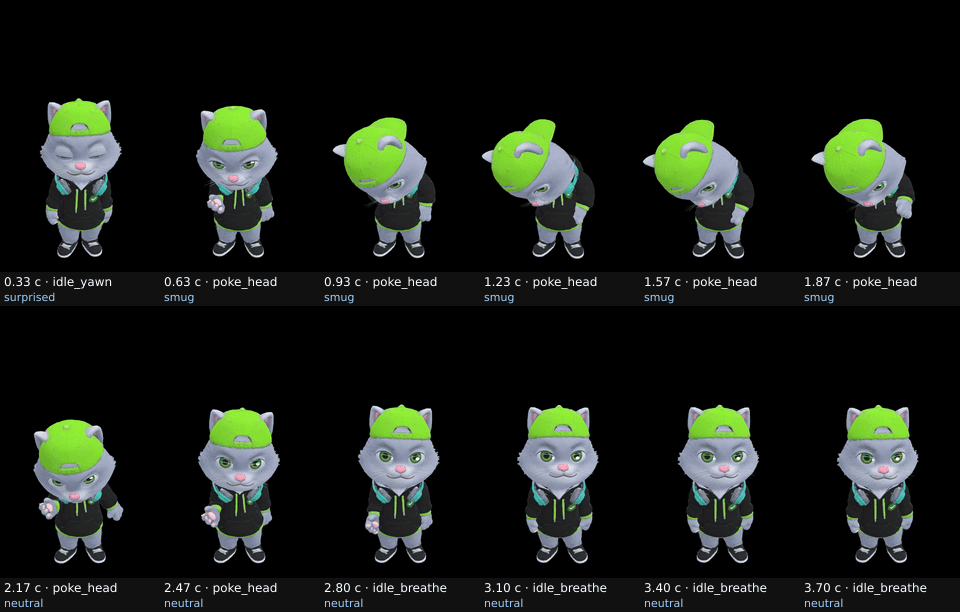 0.33 с · idle_yawn
surprised
0.63 с · poke_head
smug
0.93 с · poke_head
smug
1.23 с · poke_head
smug
1.57 с · poke_head
smug
1.87 с · poke_head
smug
2.17 с · poke_head
neutral
2.47 с · poke_head
neutral
2.80 с · idle_breathe
neutral
3.10 с · idle_breathe
neutral
3.40 с · idle_breathe
neutral
3.70 с · idle_breathe
neutral